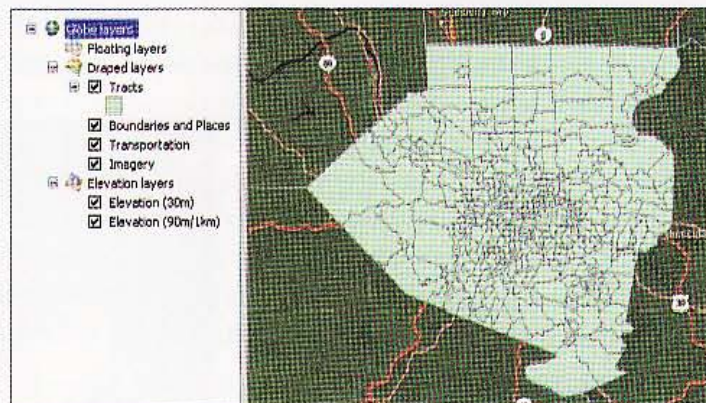 Globe layers
Floating layers
Draped layers
Tracts
Boundaries and Places
Transportation
Imagery
Elevation layers
Elevation (30m)
Elevation (90m/1km)
30